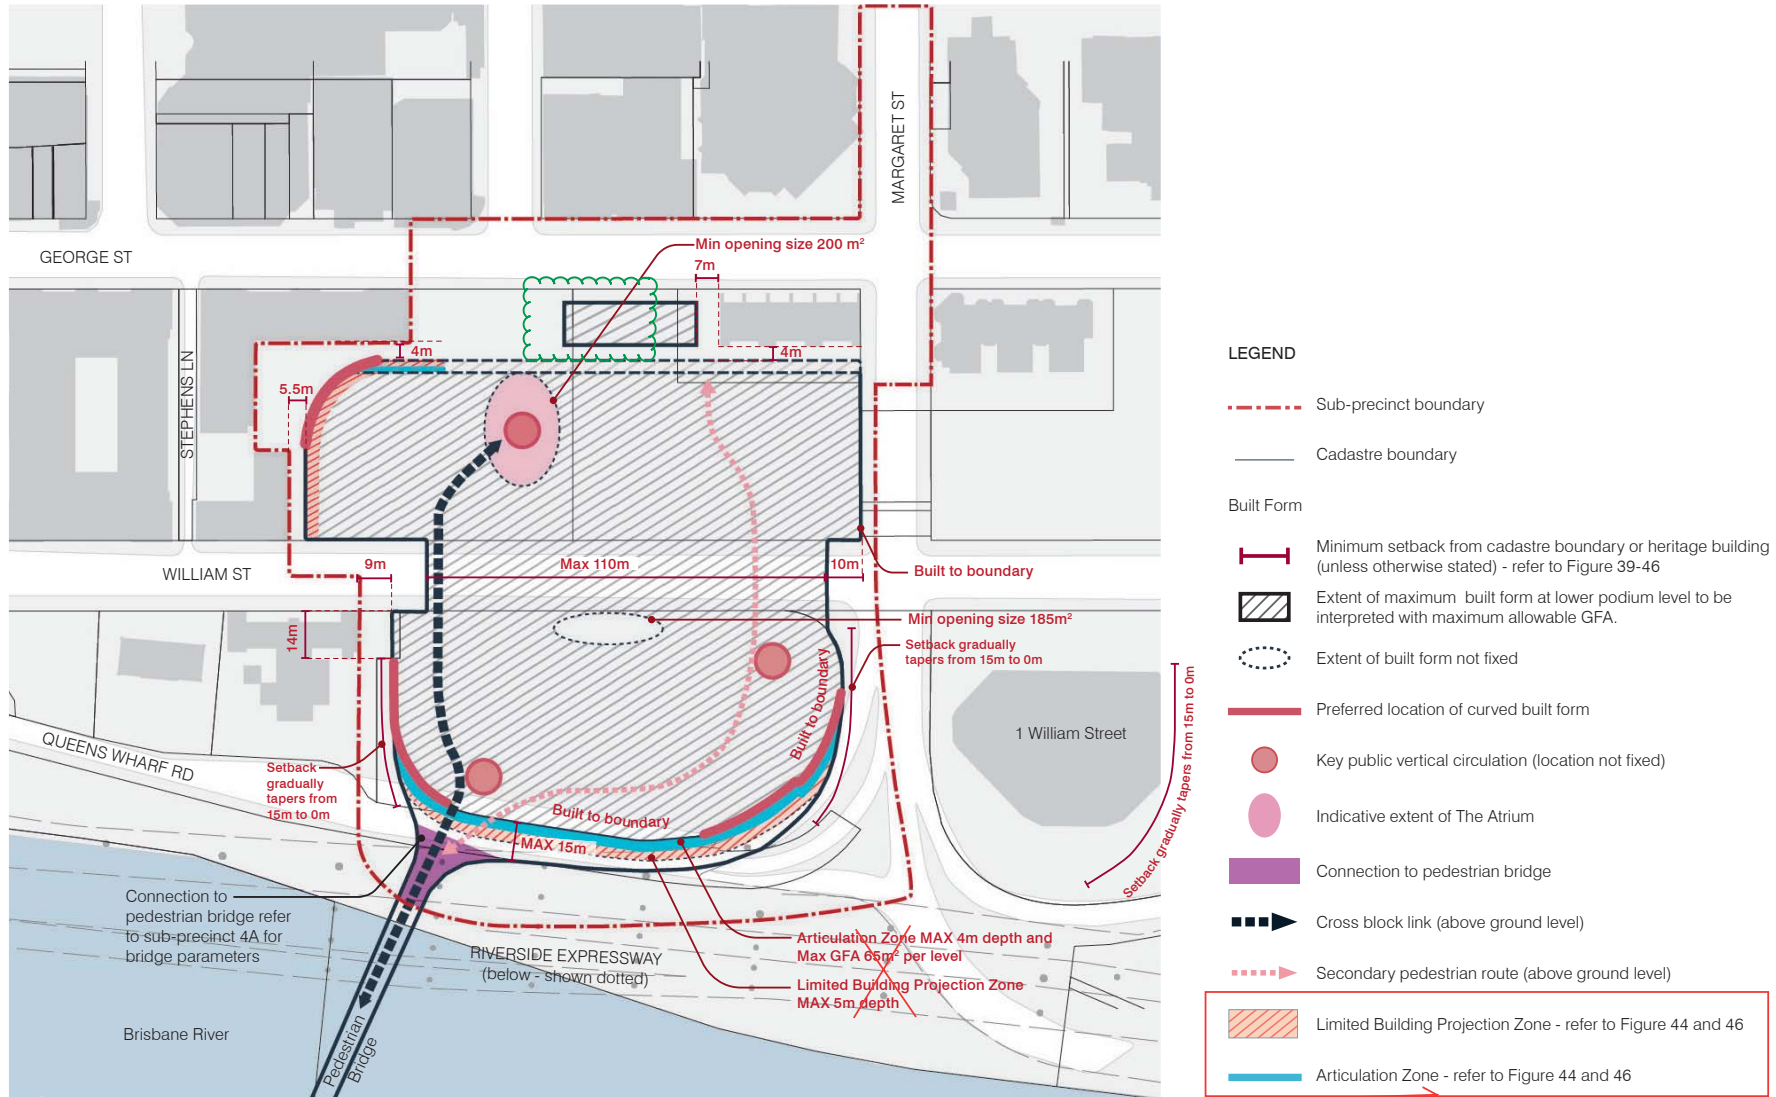 MARGARET ST
GEORGE ST
Min opening size 200 m²
7m
4m
4m
STEPHENS LN
5.5m
WILLIAM ST
9m
Max 110m
10m
Built to boundary
14m
Min opening size 185m²
Setback gradually
tapers from 15m to 0m
Built to boundary
1 William Street
Setback gradually tapers from 15m to 0m
QUEENS WHARF RD
Setback
gradually
tapers from
15m to 0m
Built to boundary
MAX 15m
Connection to
pedestrian bridge refer
to sub-precinct 4A for
bridge parameters
RIVERSIDE EXPRESSWAY
(below - shown dotted)
Articulation Zone MAX 4m depth and
Max GFA 65m² per level
Limited Building Projection Zone
MAX 5m depth
Brisbane River
Pedestrian
Bridge
LEGEND
Sub-precinct boundary
Cadastre boundary
Built Form
Minimum setback from cadastre boundary or heritage building
(unless otherwise stated) - refer to Figure 39-46
Extent of maximum built form at lower podium level to be
interpreted with maximum allowable GFA.
Extent of built form not fixed
Preferred location of curved built form
Key public vertical circulation (location not fixed)
Indicative extent of The Atrium
Connection to pedestrian bridge
Cross block link (above ground level)
Secondary pedestrian route (above ground level)
Limited Building Projection Zone - refer to Figure 44 and 46
Articulation Zone - refer to Figure 44 and 46